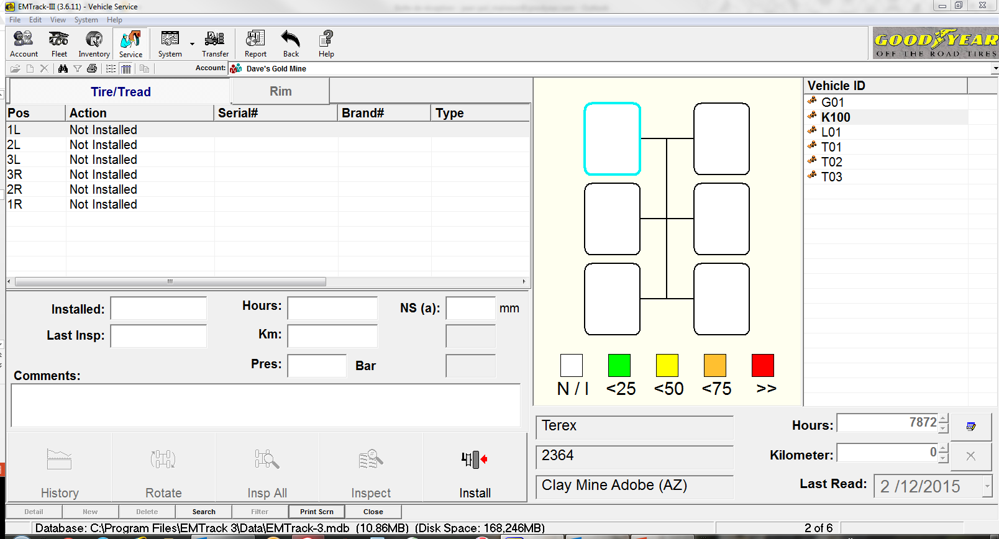 EMTrack-III (3.6.11) - Vehicle Service
File Edit View System Help
Account Fleet Inventory Service System Transfer Report Back Help
GOODYEAR
OFF THE ROAD TIRES
Account: Dave's Gold Mine
Tire/Tread Rim
Pos Action Serial# Brand# Type
1L Not Installed
2L Not Installed
3L Not Installed
3R Not Installed
2R Not Installed
1R Not Installed
Installed: Hours: NS (a): mm
Last Insp: Km:
Pres: Bar
Comments:
History Rotate Insp All Inspect Install
N / I <25 <50 <75 >>
Vehicle ID
G01
K100
L01
T01
T02
T03
Terex
2364
Clay Mine Adobe (AZ)
Hours: 7872
Kilometer: 0
Last Read: 2 /12/2015
Detail New Delete Search Filter Print Scrn Close
Database: C:\Program Files\EMTrack 3\Data\EMTrack-3.mdb (10.86MB) (Disk Space: 168,246MB) 2 of 6